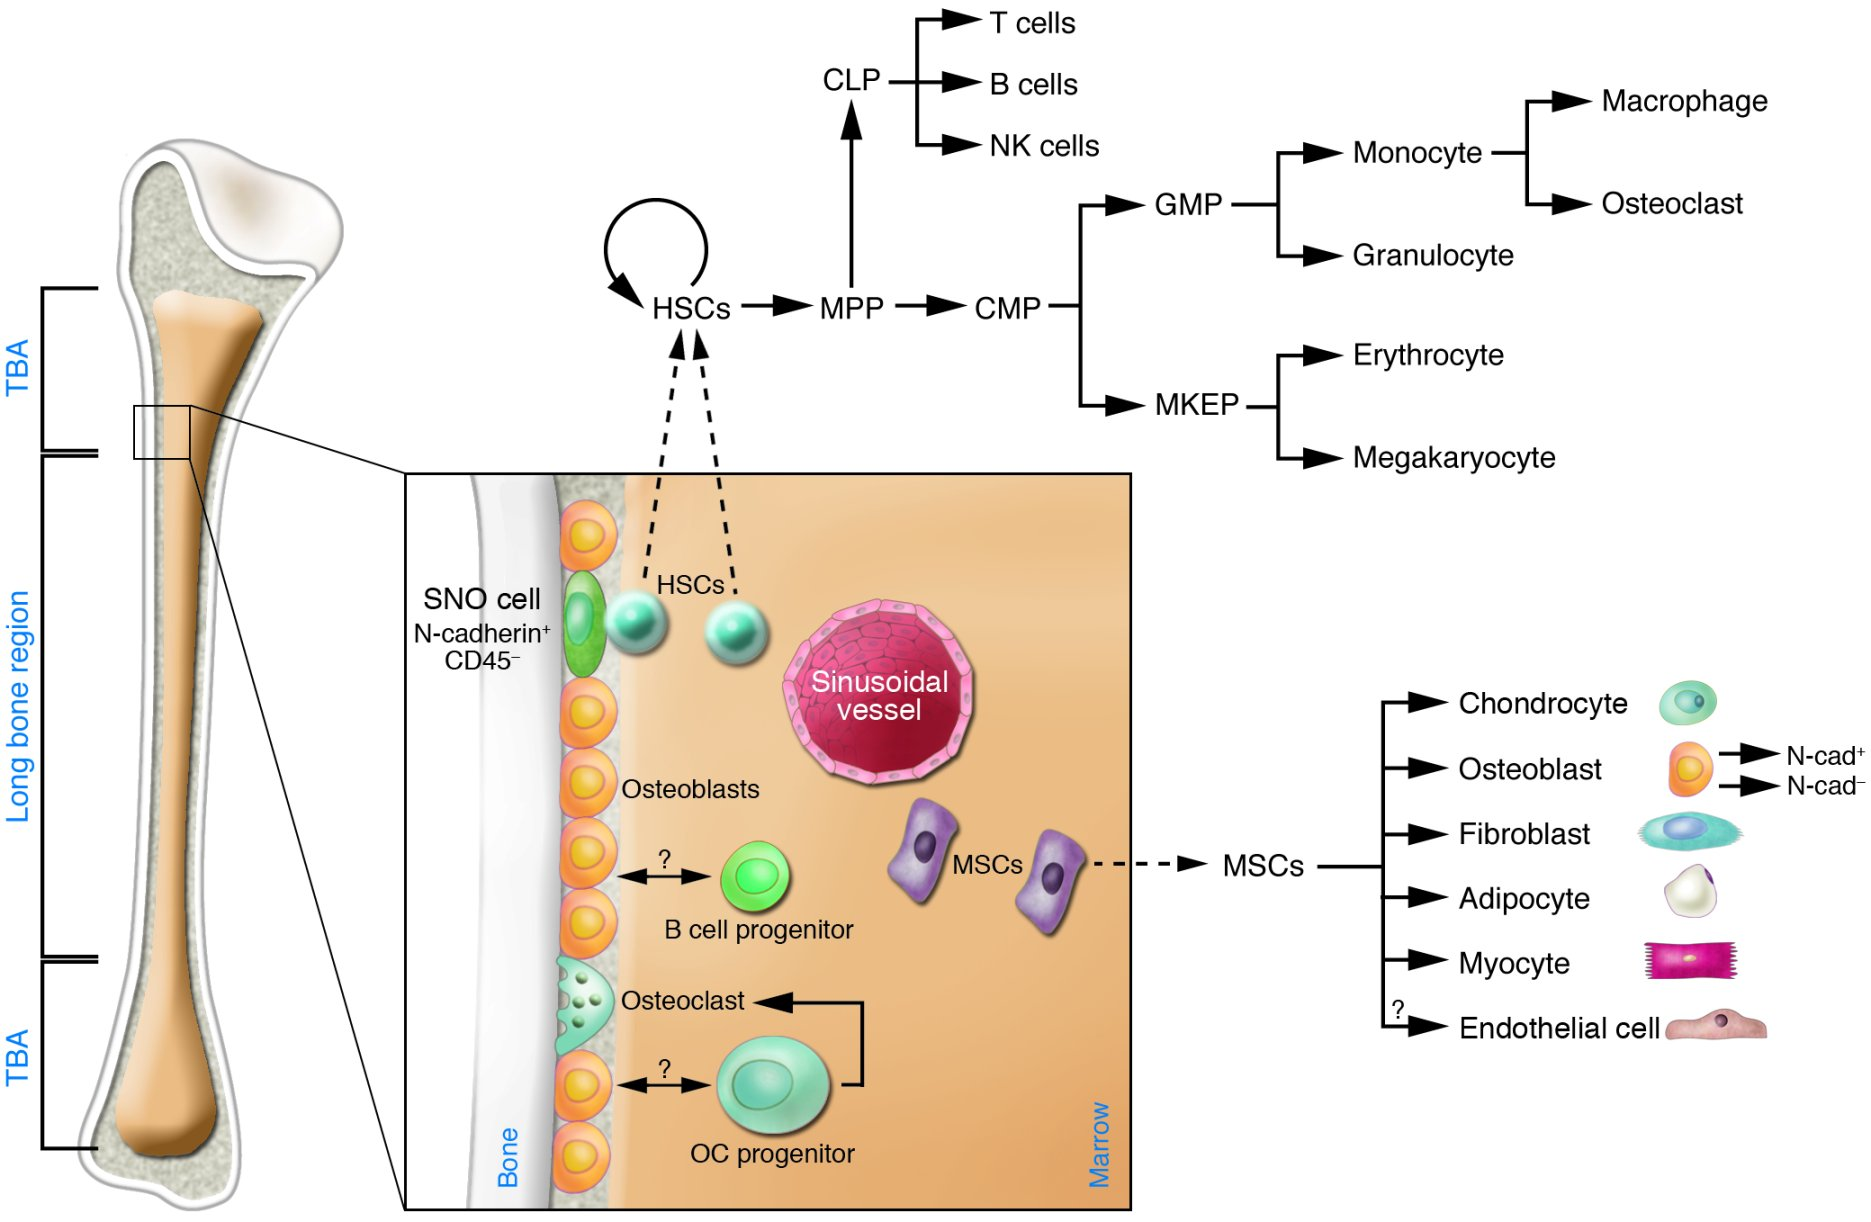 T cells
CLP
B cells
NK cells
Macrophage
Monocyte
GMP
Osteoclast
Granulocyte
HSCs
MPP
CMP
Erythrocyte
MKEP
Megakaryocyte
TBA
Long bone region
TBA
HSCs
SNO cell
N-cadherin⁺
CD45⁻
Sinusoidal
vessel
Osteoblasts
?
B cell progenitor
MSCs
Osteoclast
?
OC progenitor
Bone
Marrow
MSCs
Chondrocyte
Osteoblast
N-cad⁺
N-cad⁻
Fibroblast
Adipocyte
Myocyte
?
Endothelial cell